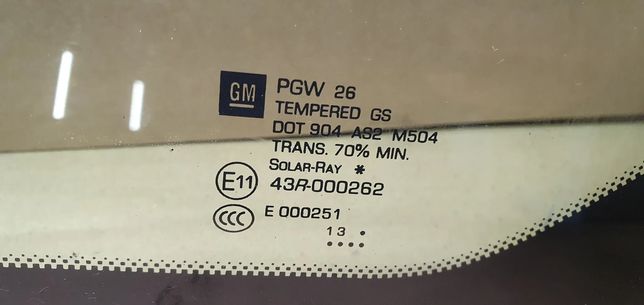 GM
PGW 26
TEMPERED GS
DOT 904 AS2 M504
TRANS. 70% MIN.
SOLAR-RAY *
E11 43R-000262
CCC E 000251
13 •
••••